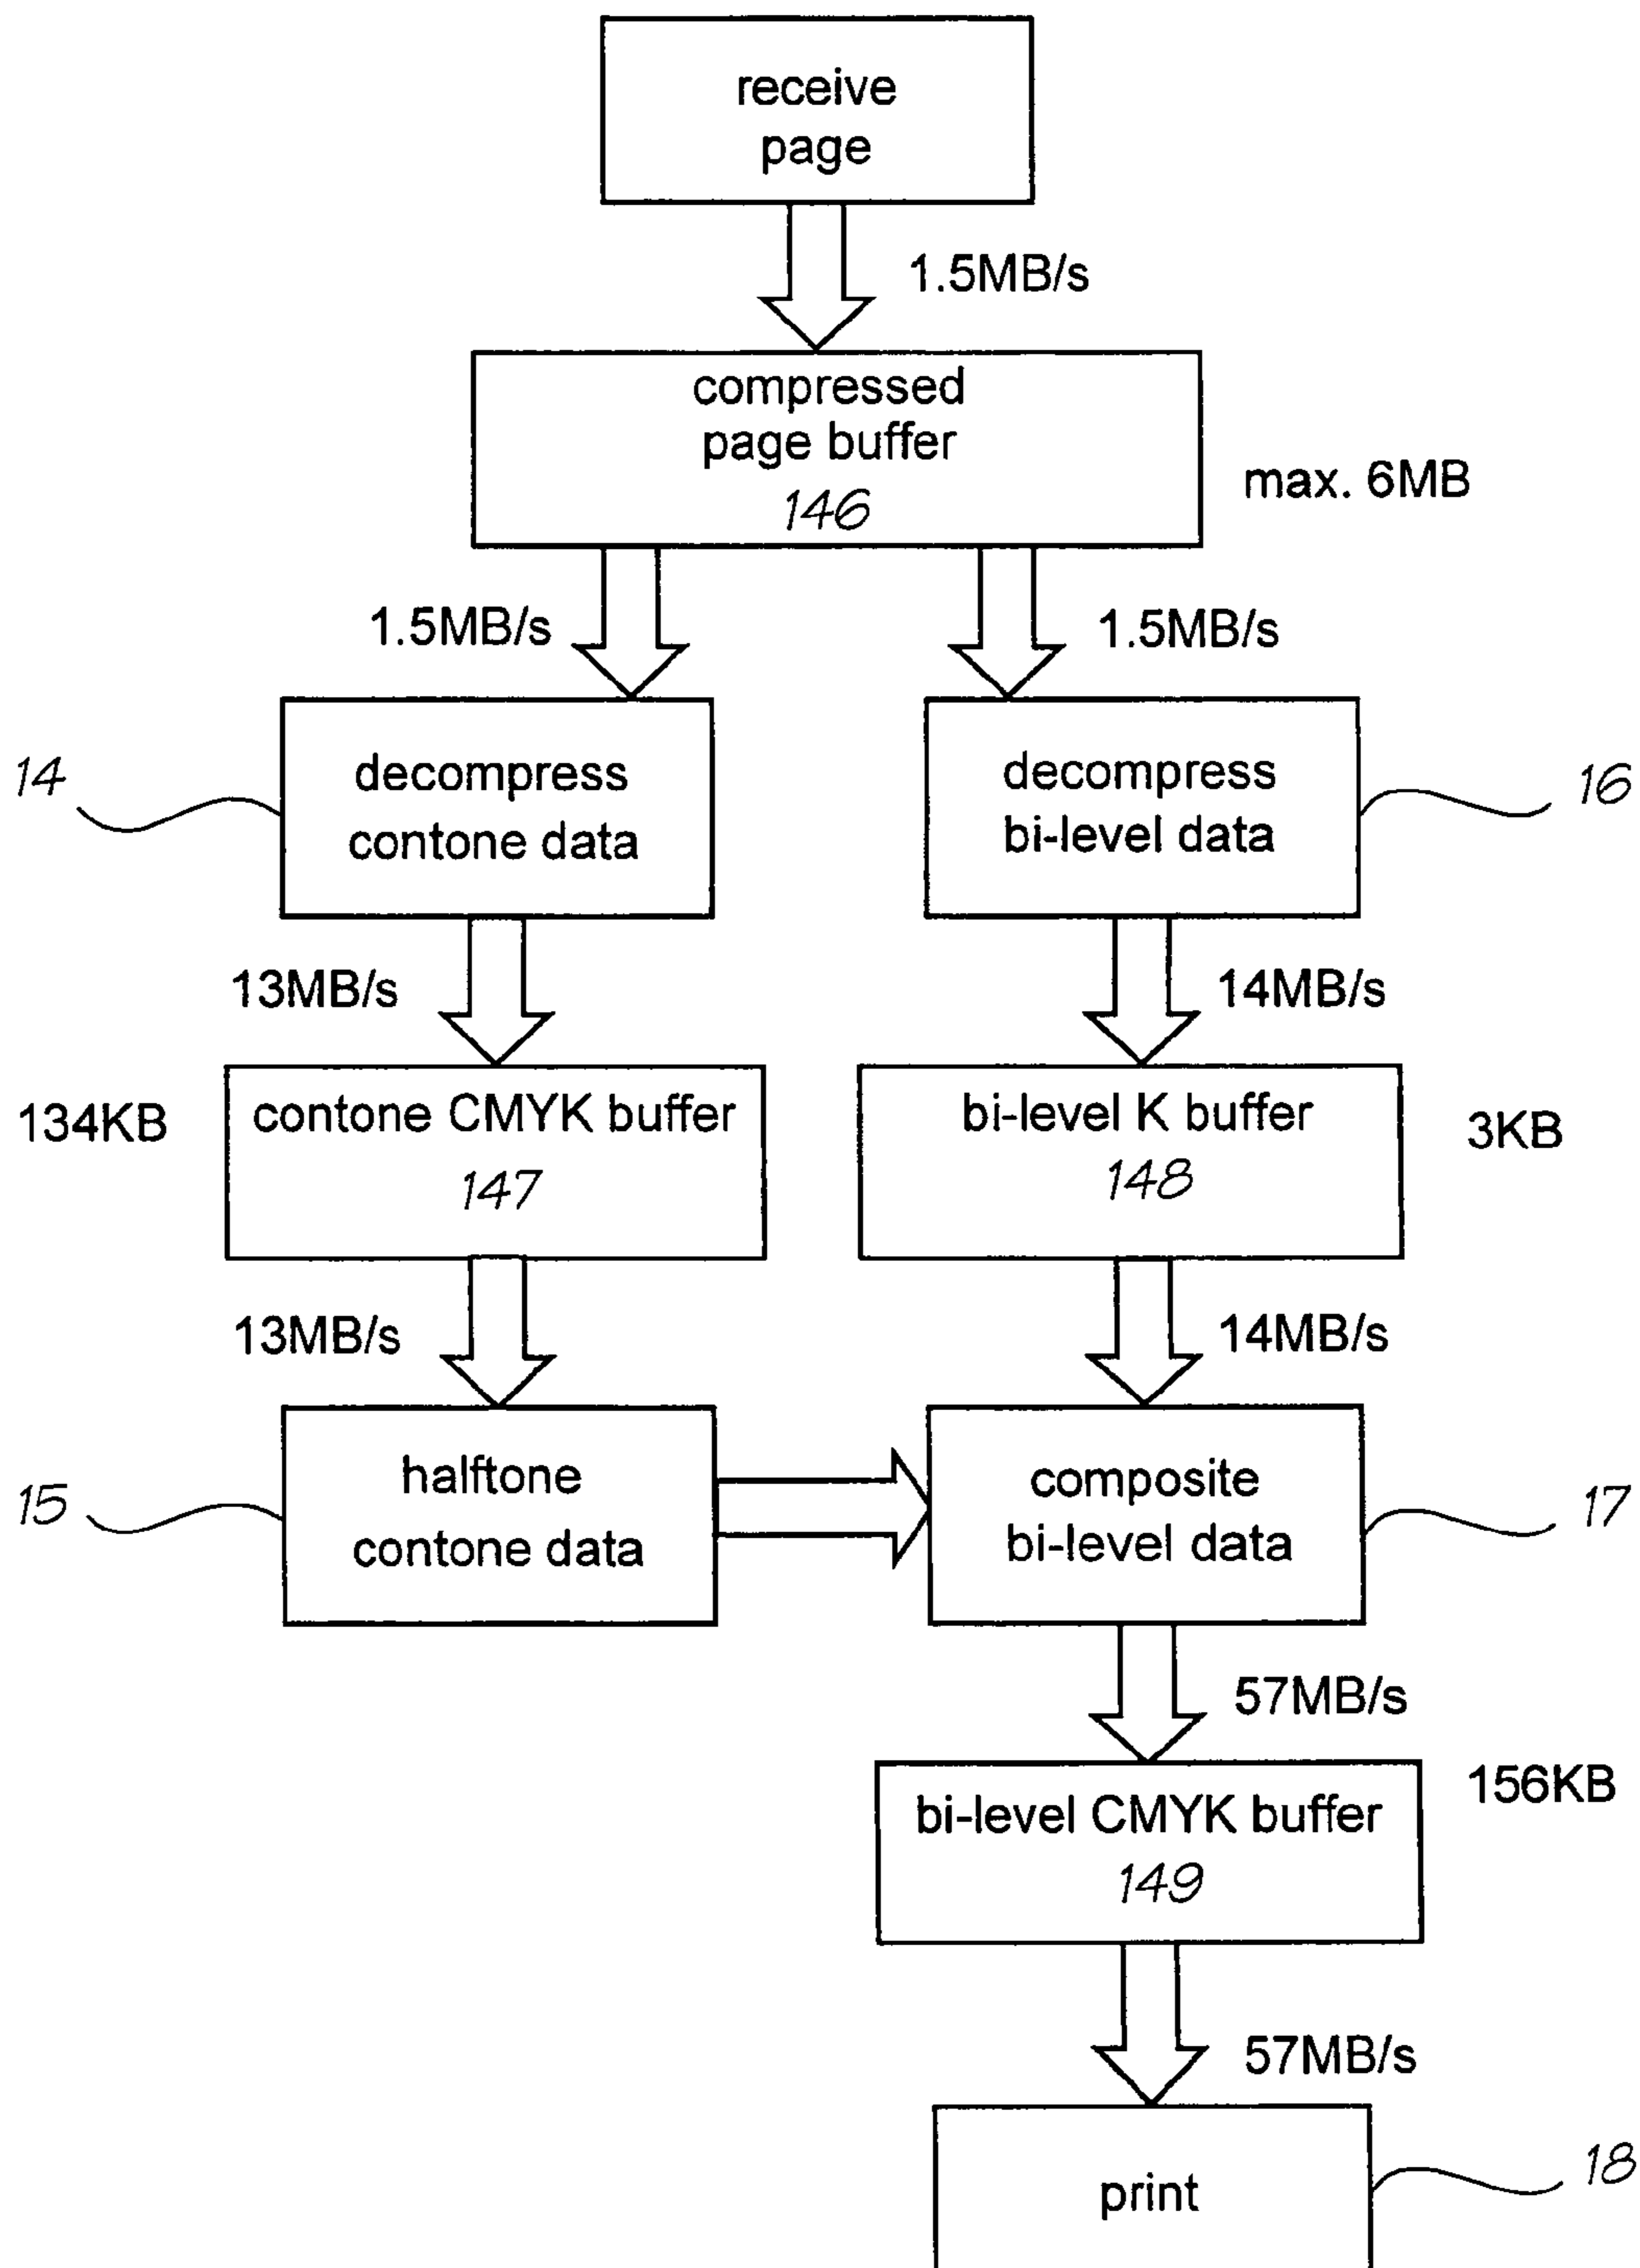 receive
page
1.5MB/s
compressed
page buffer
146
max. 6MB
1.5MB/s
1.5MB/s
14
decompress
contone data
decompress
bi-level data
16
13MB/s
14MB/s
134KB
contone CMYK buffer
147
bi-level K buffer
148
3KB
13MB/s
14MB/s
15
halftone
contone data
composite
bi-level data
17
57MB/s
156KB
bi-level CMYK buffer
149
57MB/s
print
18